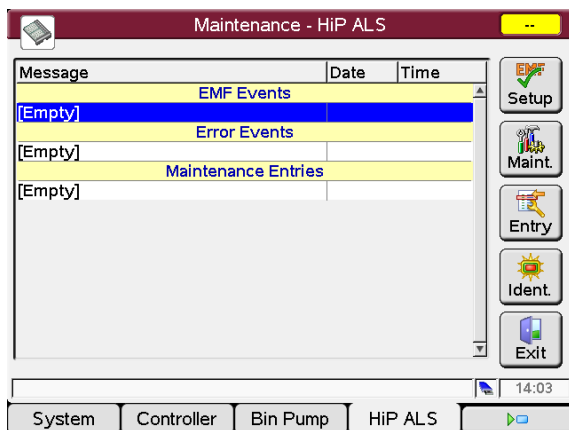 Maintenance - HiP ALS
--
Message Date Time
EMF Events
[Empty]
Error Events
[Empty]
Maintenance Entries
[Empty]
EMF
Setup
Maint.
Entry
Ident.
Exit
14:03
System Controller Bin Pump HiP ALS